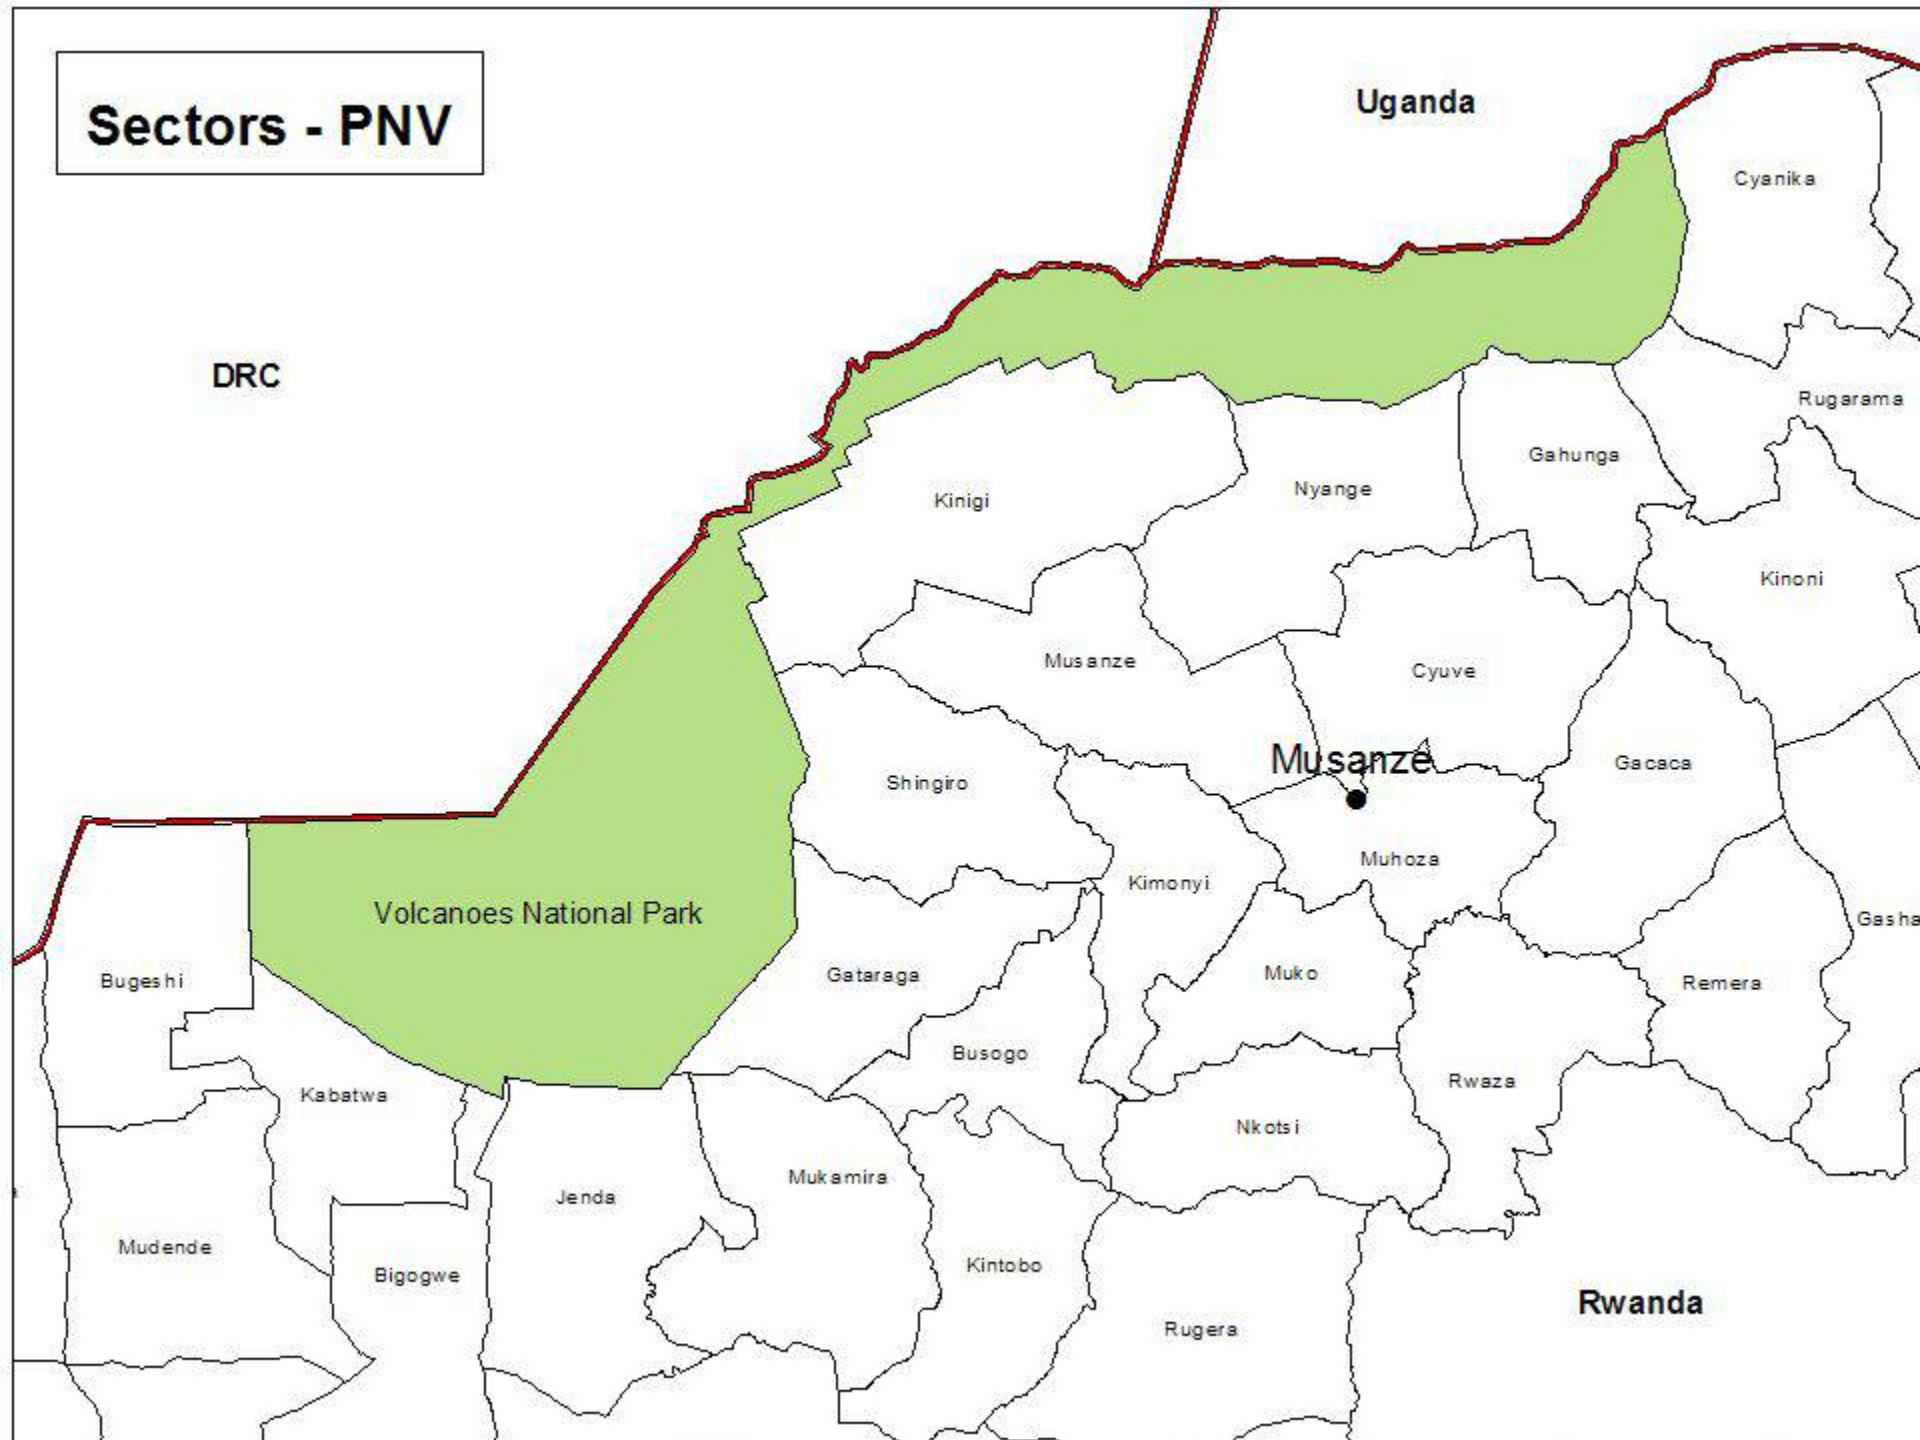 Sectors - PNV
Uganda
Cyanika
DRC
Rugarama
Gahunga
Nyange
Kinigi
Kinoni
Musanze
Cyuve
Musanze
Gacaca
Shingiro
Muhoza
Kimonyi
Volcanoes National Park
Gasha
Muko
Gataraga
Bugeshi
Remera
Busogo
Rwaza
Kabatwa
Nkotsi
Mukamira
Jenda
Mudende
Kintobo
Bigogwe
Rwanda
Rugera